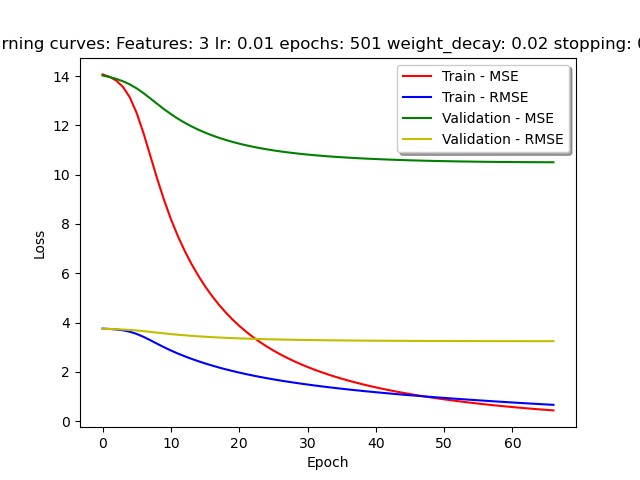 rning curves: Features: 3 lr: 0.01 epochs: 501 weight_decay: 0.02 stopping:
Train - MSE
Train - RMSE
Validation - MSE
Validation - RMSE
14
12
10
8
6
4
2
0
Loss
0 10 20 30 40 50 60
Epoch